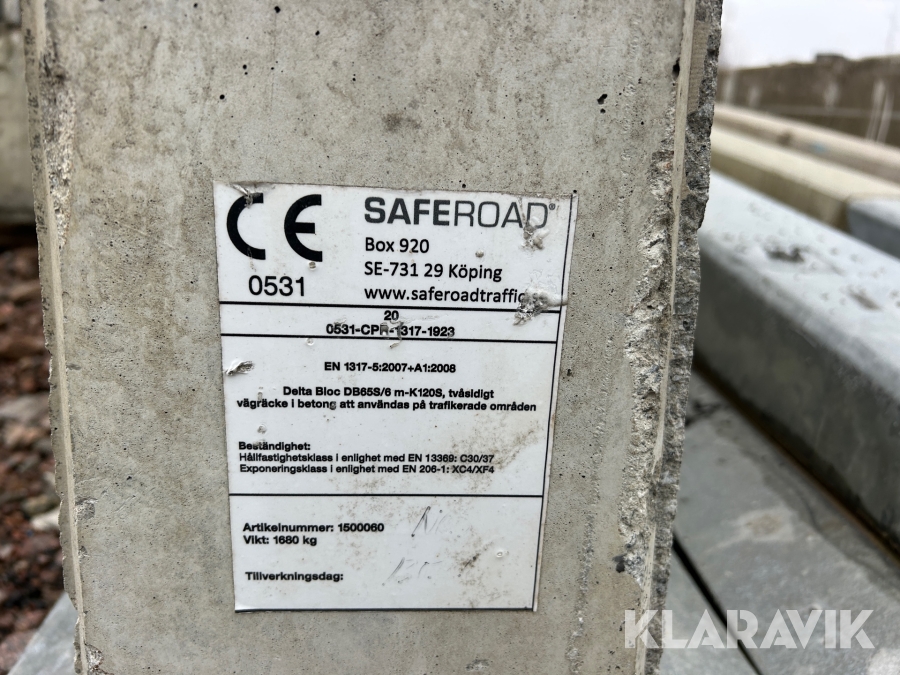 CE
0531
SAFEROAD®
Box 920
SE-731 29 Köping
www.saferoadtraffic
20
0531-CPR-1317-1923
EN 1317-5:2007+A1:2008
Delta Bloc DB65S/6 m-K120S, tvåsidigt
vägräcke i betong att användas på trafikerade områden
Beständighet:
Hållfastighetsklass i enlighet med EN 13369: C30/37
Exponeringsklass i enlighet med EN 206-1: XC4/XF4
Artikelnummer: 1500060
Vikt: 1680 kg
Tillverkningsdag:
KLARAVIK